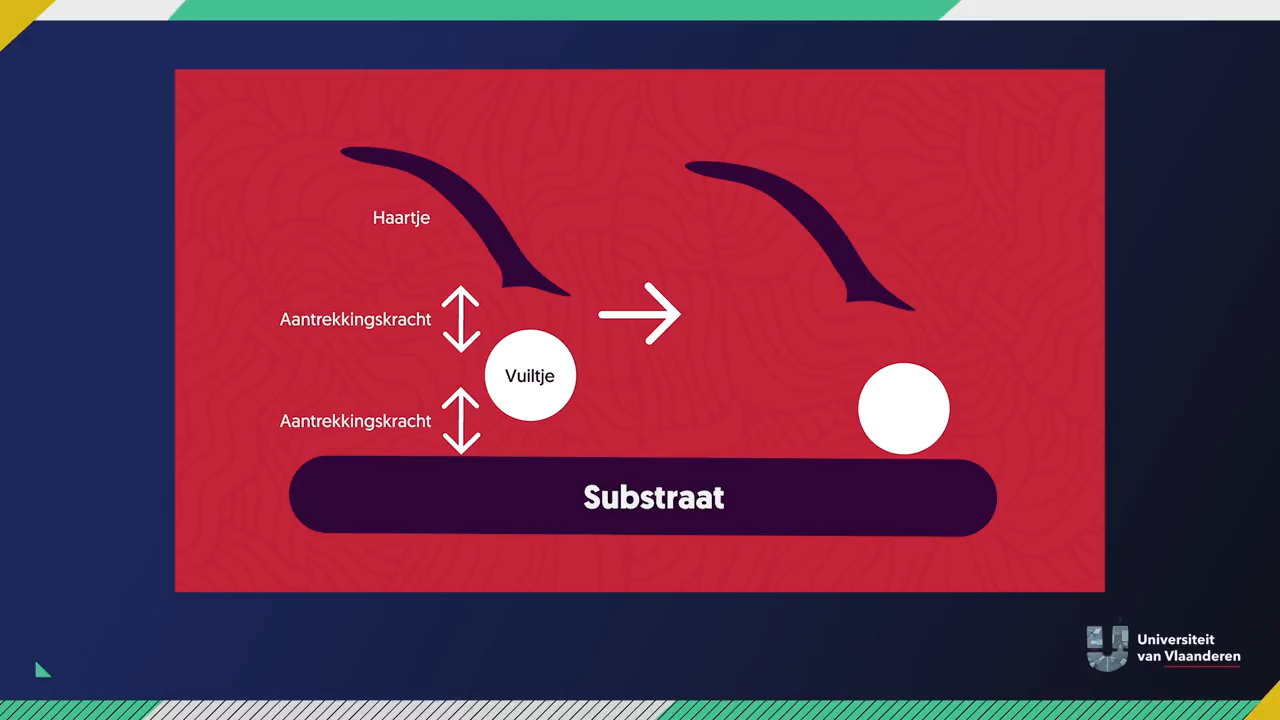 Haartje
Aantrekkingskracht
Vuiltje
Aantrekkingskracht
Substraat
Universiteit
van Vlaanderen